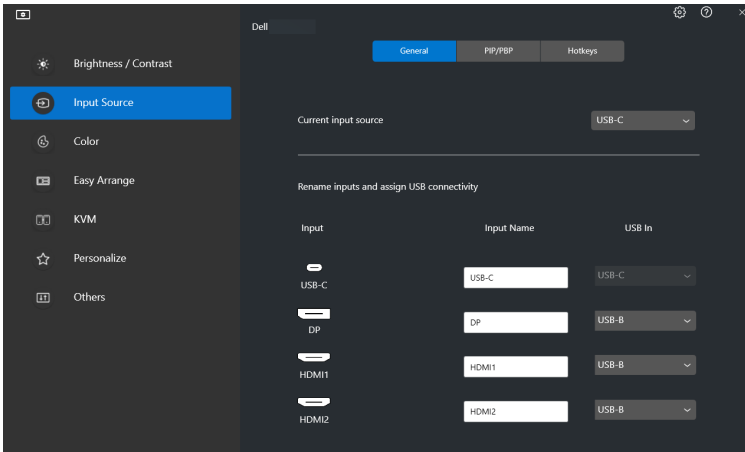 Dell
General PIP/PBP Hotkeys
Brightness / Contrast
Input Source
Color
Easy Arrange
KVM
Personalize
Others
Current input source USB-C
Rename inputs and assign USB connectivity
Input Input Name USB In
USB-C USB-C USB-C
DP DP USB-B
HDMI1 HDMI1 USB-B
HDMI2 HDMI2 USB-B